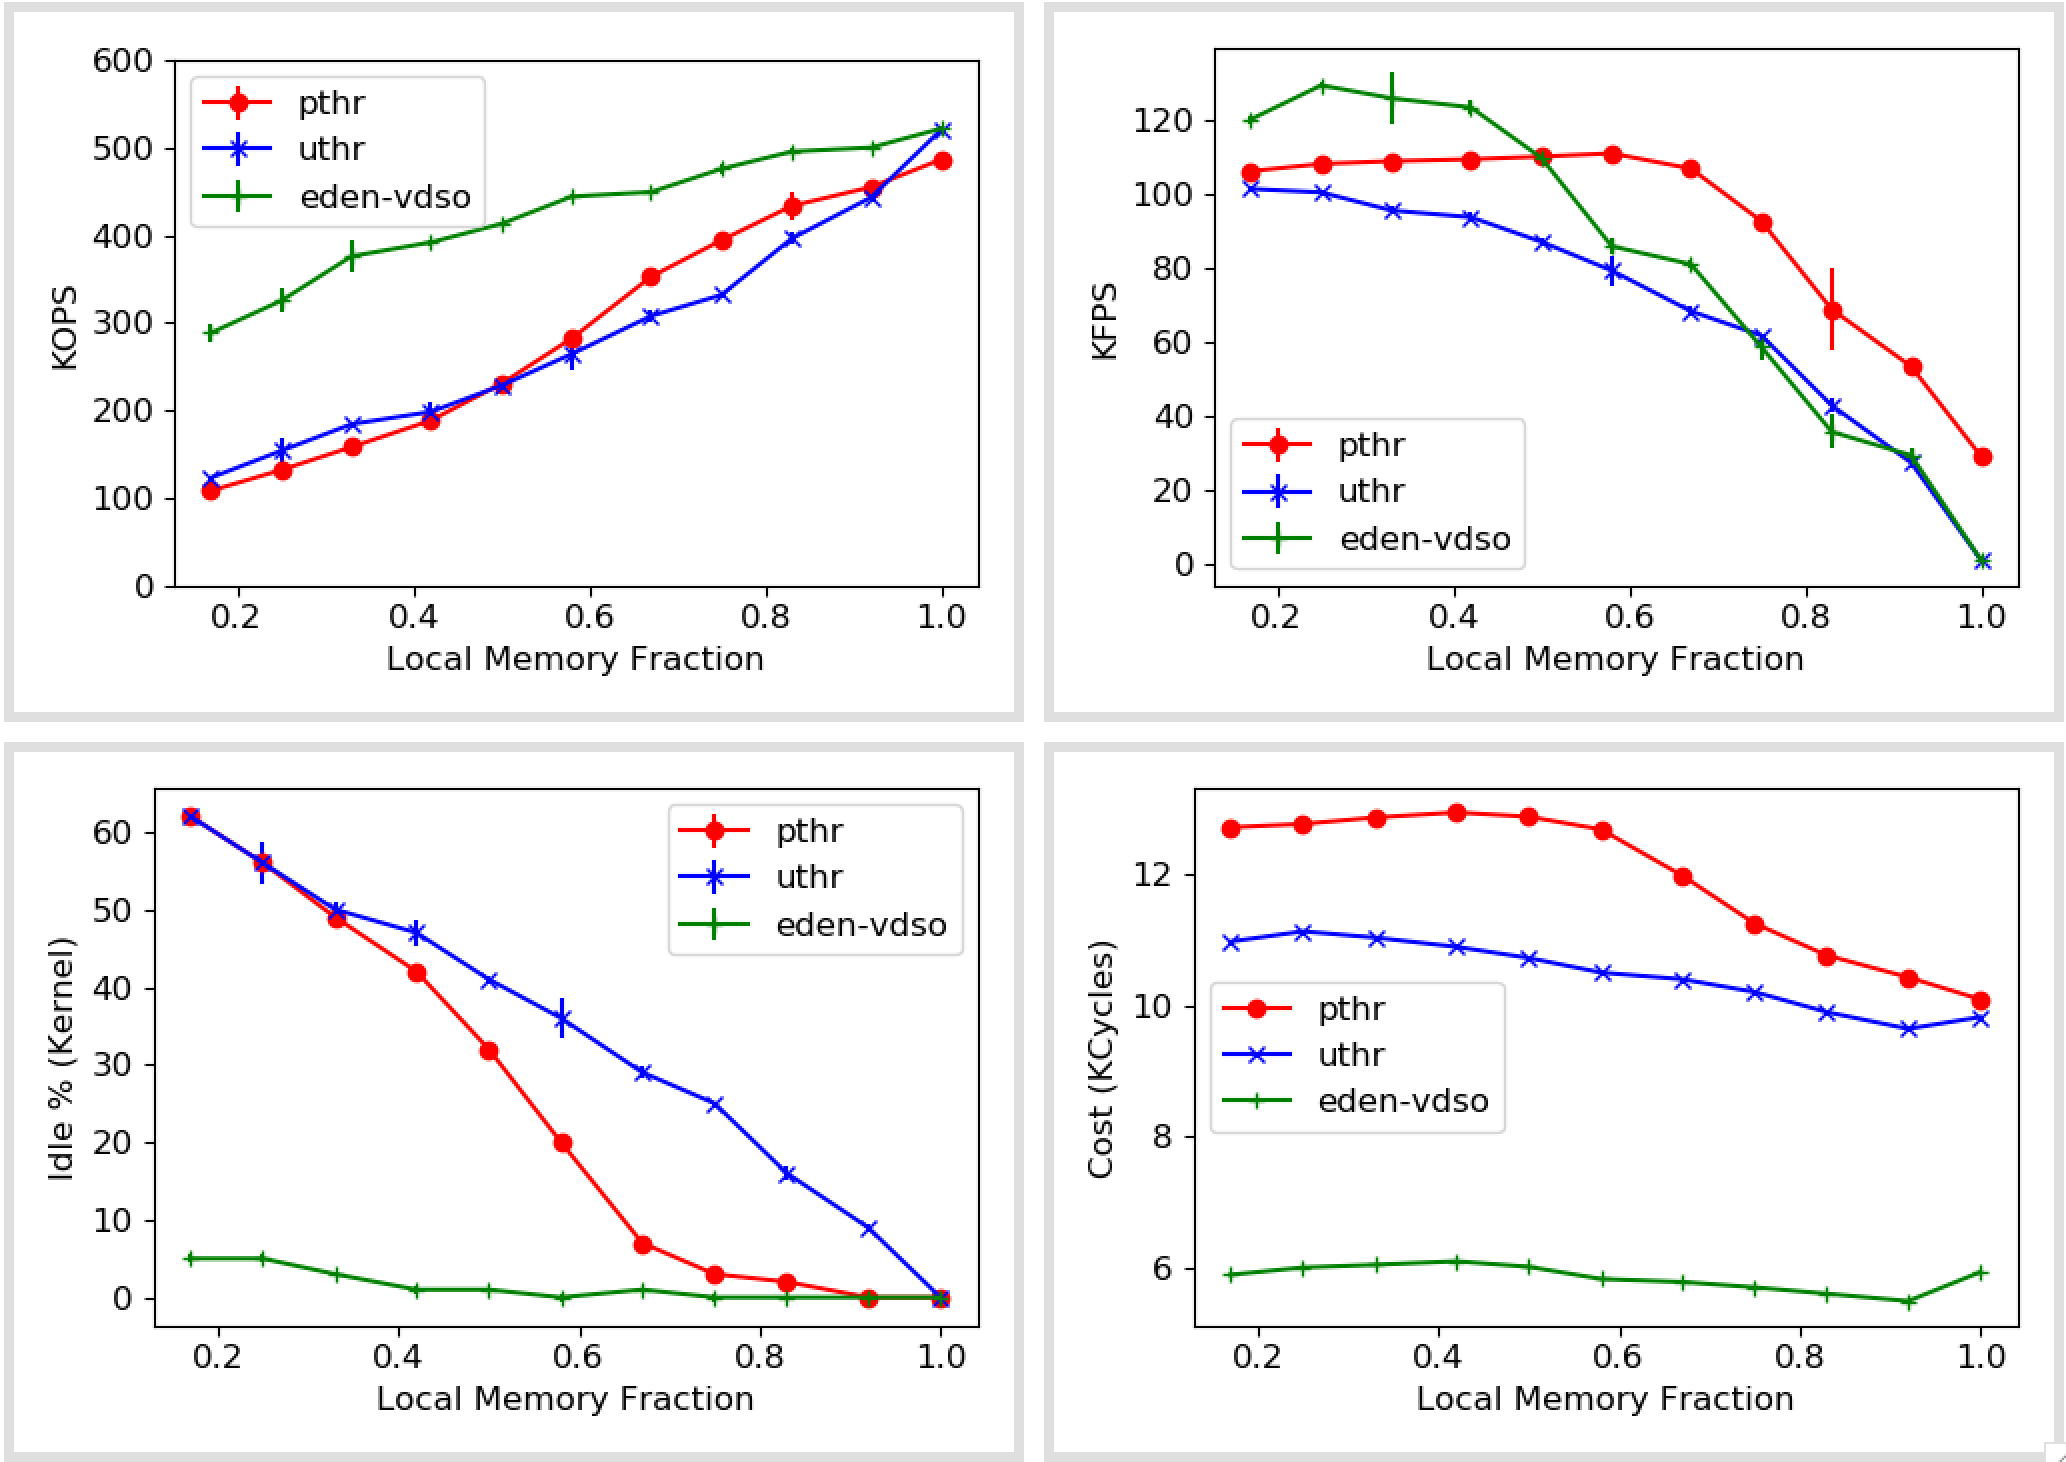 600
500
400
300
200
100
0
KOPS
pthr
uthr
eden-vdso
0.2 0.4 0.6 0.8 1.0
Local Memory Fraction
120
100
80
60
40
20
0
KFPS
pthr
uthr
eden-vdso
0.2 0.4 0.6 0.8 1.0
Local Memory Fraction
60
50
40
30
20
10
0
Idle % (Kernel)
pthr
uthr
eden-vdso
0.2 0.4 0.6 0.8 1.0
Local Memory Fraction
12
10
8
6
Cost (KCycles)
pthr
uthr
eden-vdso
0.2 0.4 0.6 0.8 1.0
Local Memory Fraction